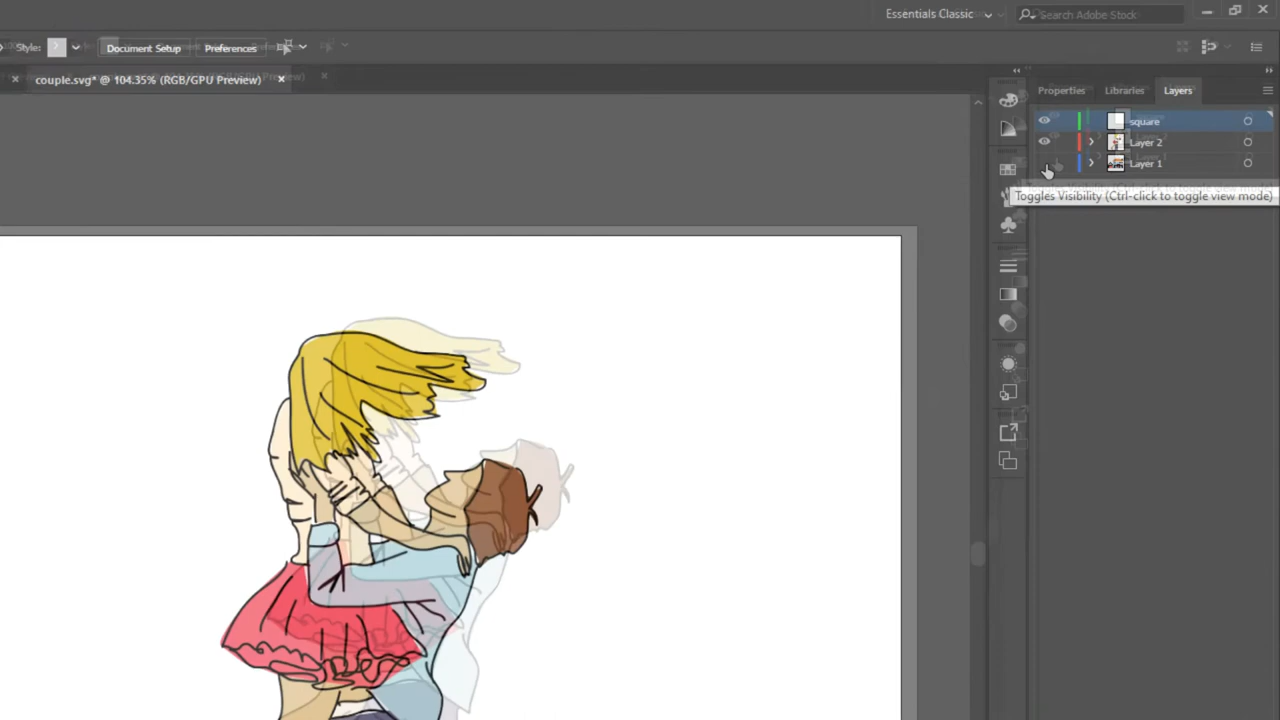 Essentials Classic
Search Adobe Stock
Style:
Document Setup
Preferences
couple.svg* @ 104.35% (RGB/GPU Preview)
Properties
Libraries
Layers
square
Layer 2
Layer 1
Toggles Visibility (Ctrl-click to toggle view mode)